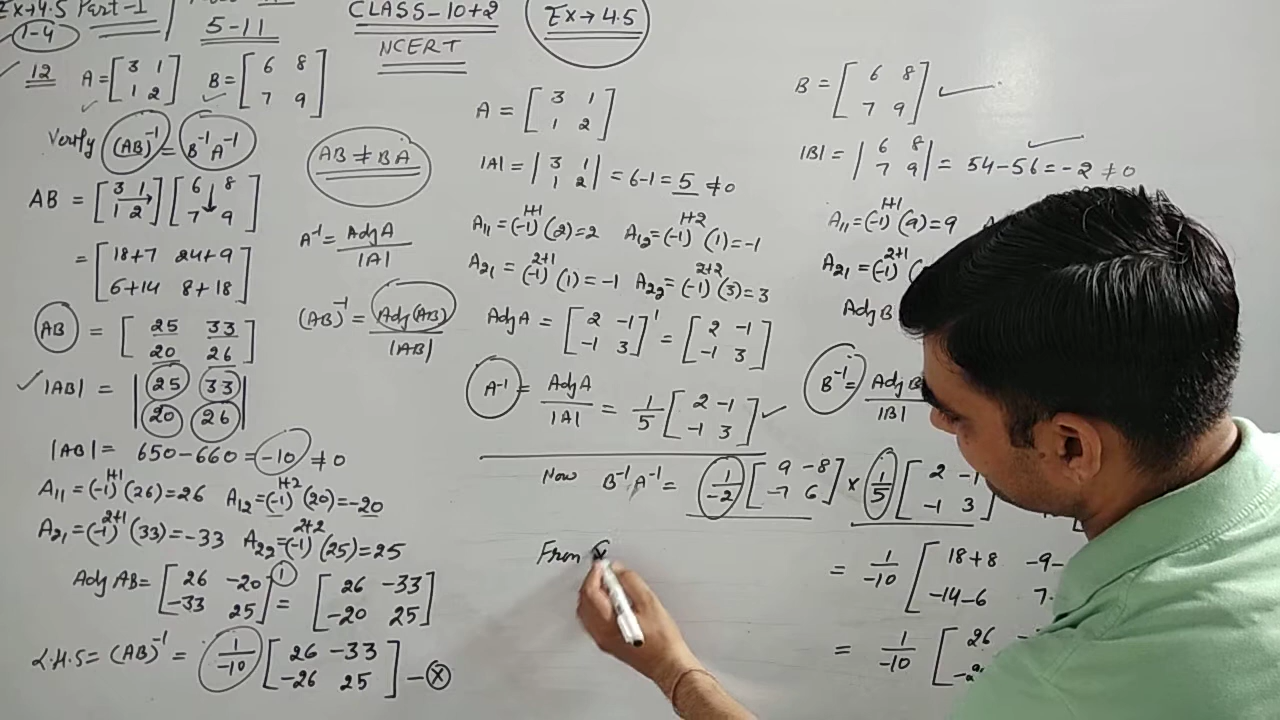 Ex→4.5 Part-1
1-4
5-11
CLASS-10+2
NCERT
Ex→4.5
12 A = [3 1; 1 2] B = [6 8; 7 9]
Verify (AB)⁻¹ = B⁻¹A⁻¹
AB ≠ BA
AB = [3 1; 1 2] [6 8; 7 9]
= [18+7 24+9; 6+14 8+18]
AB = [25 33; 20 26]
|AB| = |25 33; 20 26|
|AB| = 650-660 = -10 ≠ 0
A₁₁ = (-1)¹⁺¹(26) = 26 A₁₂ = (-1)¹⁺²(20) = -20
A₂₁ = (-1)²⁺¹(33) = -33 A₂₂ = (-1)²⁺²(25) = 25
Adj AB = [26 -20; -33 25]' = [26 -33; -20 25]
L.H.S = (AB)⁻¹ = 1/-10 [26 -33; -26 25] - ⓧ
A⁻¹ = Adj A / |A|
(AB)⁻¹ = Adj(AB) / |AB|
A = [3 1; 1 2]
|A| = |3 1; 1 2| = 6-1 = 5 ≠ 0
A₁₁ = (-1)¹⁺¹(2) = 2 A₁₂ = (-1)¹⁺²(1) = -1
A₂₁ = (-1)²⁺¹(1) = -1 A₂₂ = (-1)²⁺²(3) = 3
Adj A = [2 -1; -1 3]' = [2 -1; -1 3]
A⁻¹ = Adj A / |A| = 1/5 [2 -1; -1 3]
B = [6 8; 7 9]
|B| = |6 8; 7 9| = 54-56 = -2 ≠ 0
A₁₁ = (-1)¹⁺¹(9) = 9
A₂₁ = (-1)²⁺¹(
Adj B
B⁻¹ = Adj B / |B|
Now B⁻¹A⁻¹ = 1/-2 [9 -8; -7 6] × 1/5 [2 -1; -1 3]
= 1/-10 [18+8 -9-; -14-6 7-
= 1/-10 [26
From